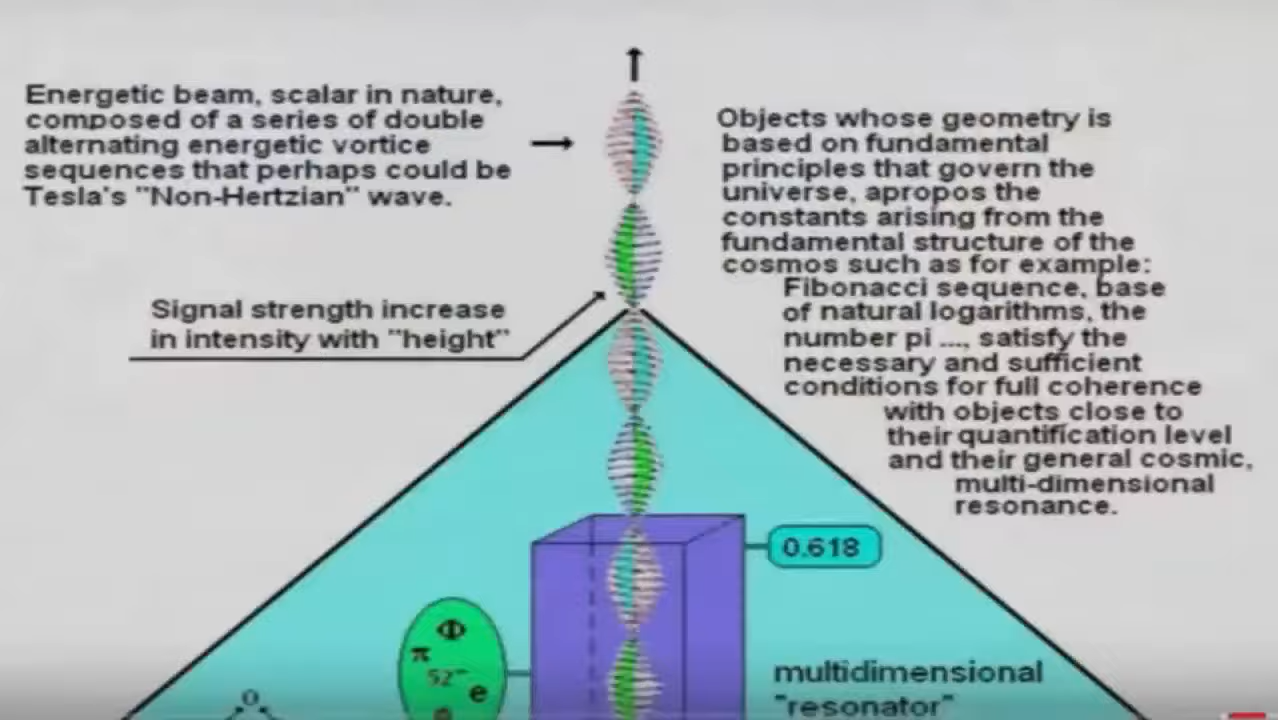 Energetic beam, scalar in nature,
composed of a series of double
alternating energetic vortice
sequences that perhaps could be
Tesla's "Non-Hertzian" wave.
Signal strength increase
in intensity with "height"
Objects whose geometry is
based on fundamental
principles that govern the
universe, apropos the
constants arising from the
fundamental structure of the
cosmos such as for example:
Fibonacci sequence, base
of natural logarithms, the
number pi ..., satisfy the
necessary and sufficient
conditions for full coherence
with objects close to
their quantification level
and their general cosmic,
multi-dimensional
resonance.
0.618
Φ
π
e
multidimensional
"resonator"